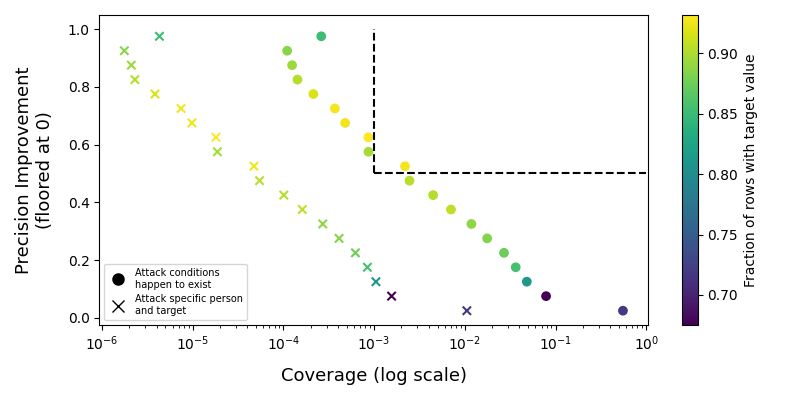 Precision Improvement
(floored at 0)
1.0
0.8
0.6
0.4
0.2
0.0
Attack conditions
happen to exist
Attack specific person
and target
10⁻⁶
10⁻⁵
10⁻⁴
10⁻³
10⁻²
10⁻¹
10⁰
Coverage (log scale)
0.90
0.85
0.80
0.75
0.70
Fraction of rows with target value